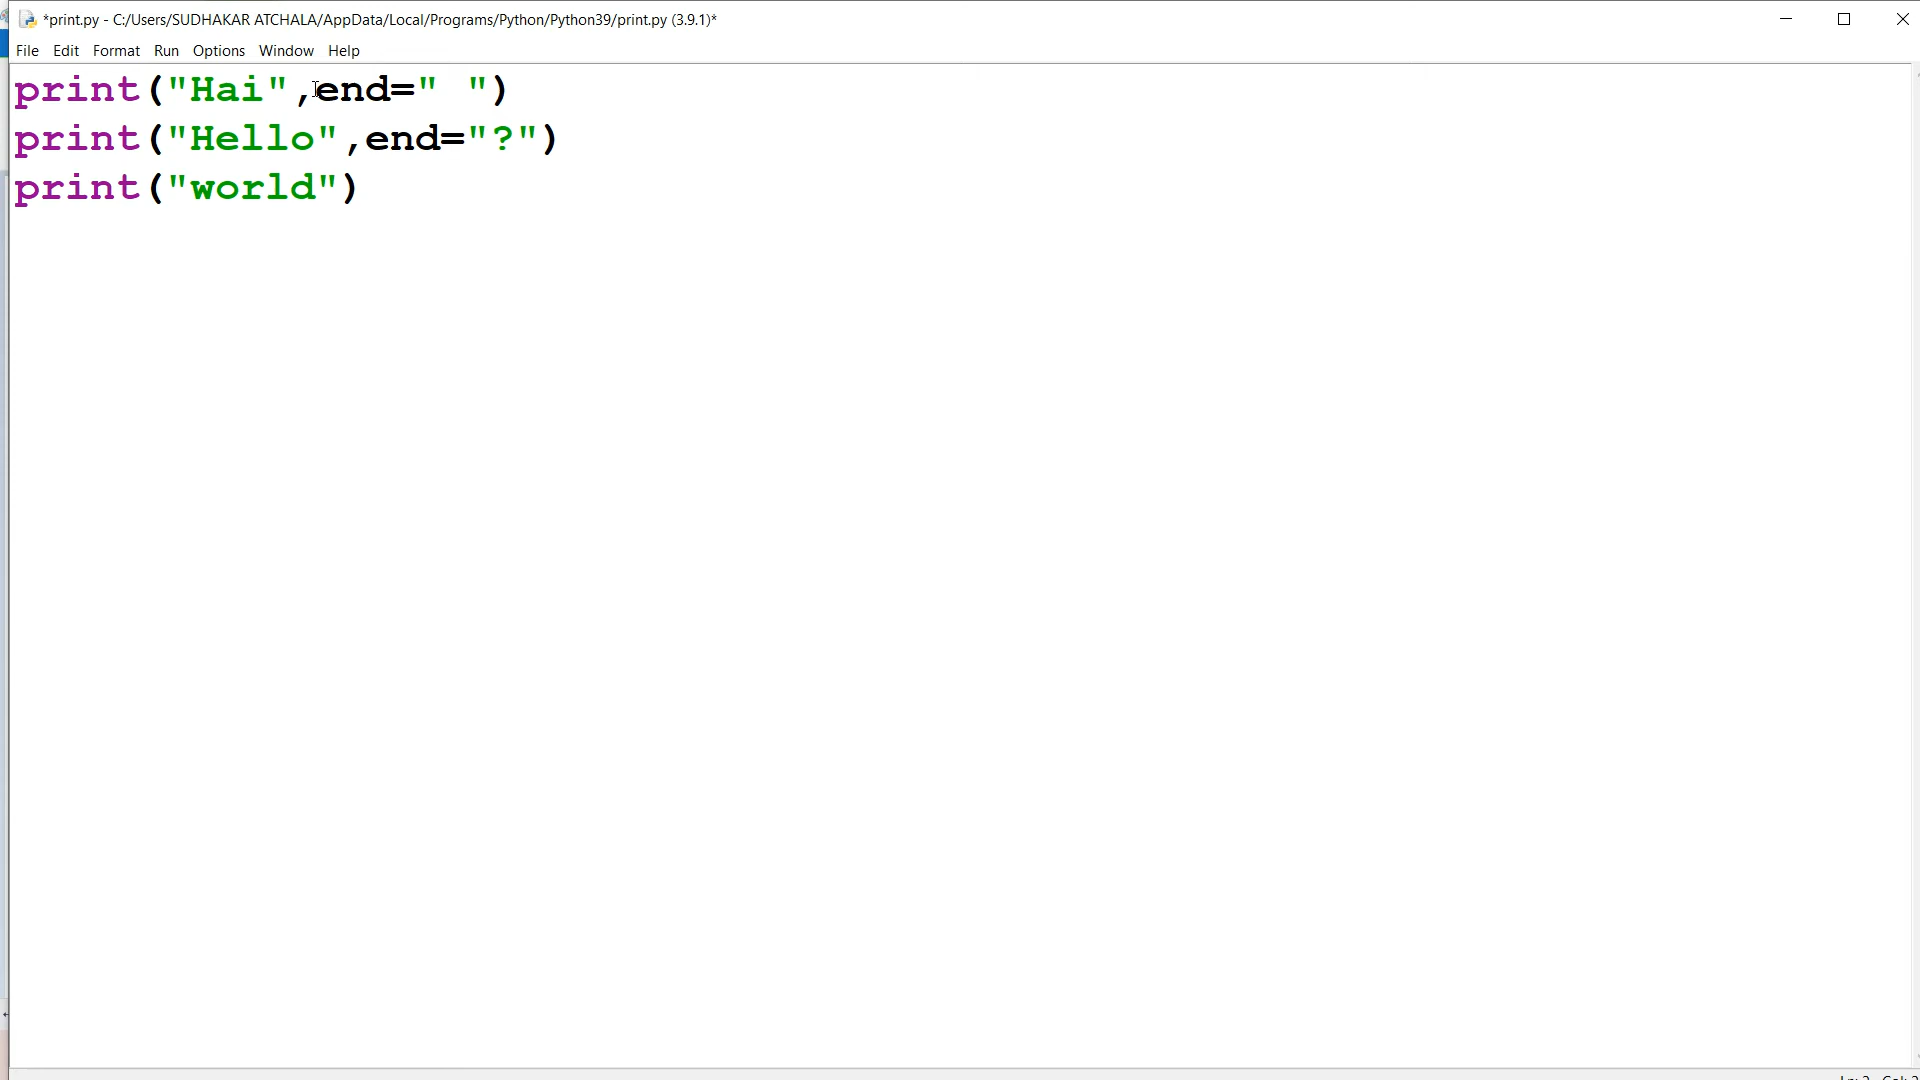 *print.py - C:/Users/SUDHAKAR ATCHALA/AppData/Local/Programs/Python/Python39/print.py (3.9.1)*
File Edit Format Run Options Window Help
print("Hai",end=" ")
print("Hello",end="?")
print("world")